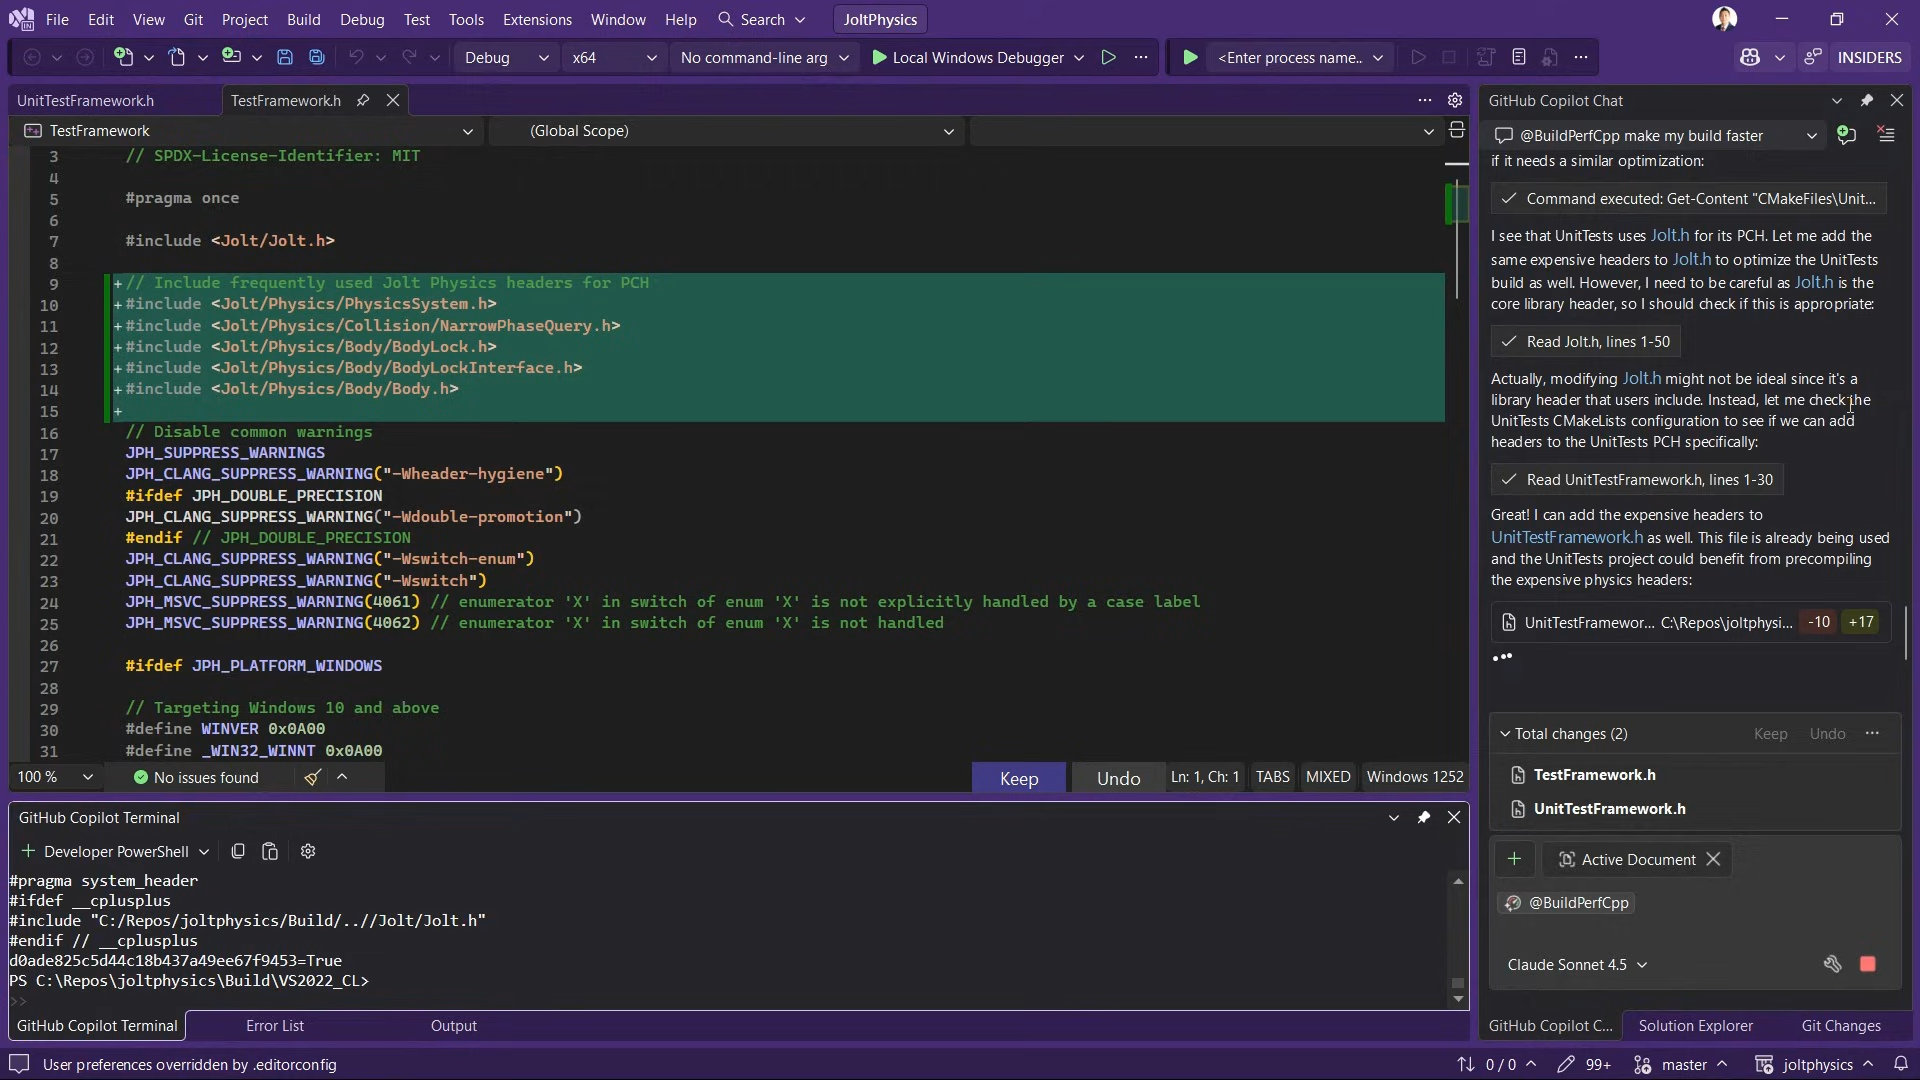 File Edit View Git Project Build Debug Test Tools Extensions Window Help Search JoltPhysics
Debug x64 No command-line arg Local Windows Debugger <Enter process name.. INSIDERS
UnitTestFramework.h TestFramework.h
TestFramework (Global Scope)
3 // SPDX-License-Identifier: MIT
4
5 #pragma once
6
7 #include <Jolt/Jolt.h>
8
9 +// Include frequently used Jolt Physics headers for PCH
10 +#include <Jolt/Physics/PhysicsSystem.h>
11 +#include <Jolt/Physics/Collision/NarrowPhaseQuery.h>
12 +#include <Jolt/Physics/Body/BodyLock.h>
13 +#include <Jolt/Physics/Body/BodyLockInterface.h>
14 +#include <Jolt/Physics/Body/Body.h>
15 +
16 // Disable common warnings
17 JPH_SUPPRESS_WARNINGS
18 JPH_CLANG_SUPPRESS_WARNING("-Wheader-hygiene")
19 #ifdef JPH_DOUBLE_PRECISION
20 JPH_CLANG_SUPPRESS_WARNING("-Wdouble-promotion")
21 #endif // JPH_DOUBLE_PRECISION
22 JPH_CLANG_SUPPRESS_WARNING("-Wswitch-enum")
23 JPH_CLANG_SUPPRESS_WARNING("-Wswitch")
24 JPH_MSVC_SUPPRESS_WARNING(4061) // enumerator 'X' in switch of enum 'X' is not explicitly handled by a case label
25 JPH_MSVC_SUPPRESS_WARNING(4062) // enumerator 'X' in switch of enum 'X' is not handled
26
27 #ifdef JPH_PLATFORM_WINDOWS
28
29 // Targeting Windows 10 and above
30 #define WINVER 0x0A00
31 #define _WIN32_WINNT 0x0A00
100 % No issues found Keep Undo Ln: 1, Ch: 1 TABS MIXED Windows 1252
GitHub Copilot Terminal
+ Developer PowerShell
#pragma system_header
#ifdef __cplusplus
#include "C:/Repos/joltphysics/Build/..//Jolt/Jolt.h"
#endif // __cplusplus
d0ade825c5d44c18b437a49ee67f9453=True
PS C:\Repos\joltphysics\Build\VS2022_CL>
>>
GitHub Copilot Terminal Error List Output
GitHub Copilot Chat
@BuildPerfCpp make my build faster
if it needs a similar optimization:
Command executed: Get-Content "CMakeFiles\Unit...
I see that UnitTests uses Jolt.h for its PCH. Let me add the
same expensive headers to Jolt.h to optimize the UnitTests
build as well. However, I need to be careful as Jolt.h is the
core library header, so I should check if this is appropriate:
Read Jolt.h, lines 1-50
Actually, modifying Jolt.h might not be ideal since it's a
library header that users include. Instead, let me check the
UnitTests CMakeLists configuration to see if we can add
headers to the UnitTests PCH specifically:
Read UnitTestFramework.h, lines 1-30
Great! I can add the expensive headers to
UnitTestFramework.h as well. This file is already being used
and the UnitTests project could benefit from precompiling
the expensive physics headers:
UnitTestFramewor... C:\Repos\joltphysi... -10 +17
Total changes (2) Keep Undo ...
TestFramework.h
UnitTestFramework.h
+ Active Document
@BuildPerfCpp
Claude Sonnet 4.5
GitHub Copilot C... Solution Explorer Git Changes
User preferences overridden by .editorconfig 0 / 0 99+ master joltphysics